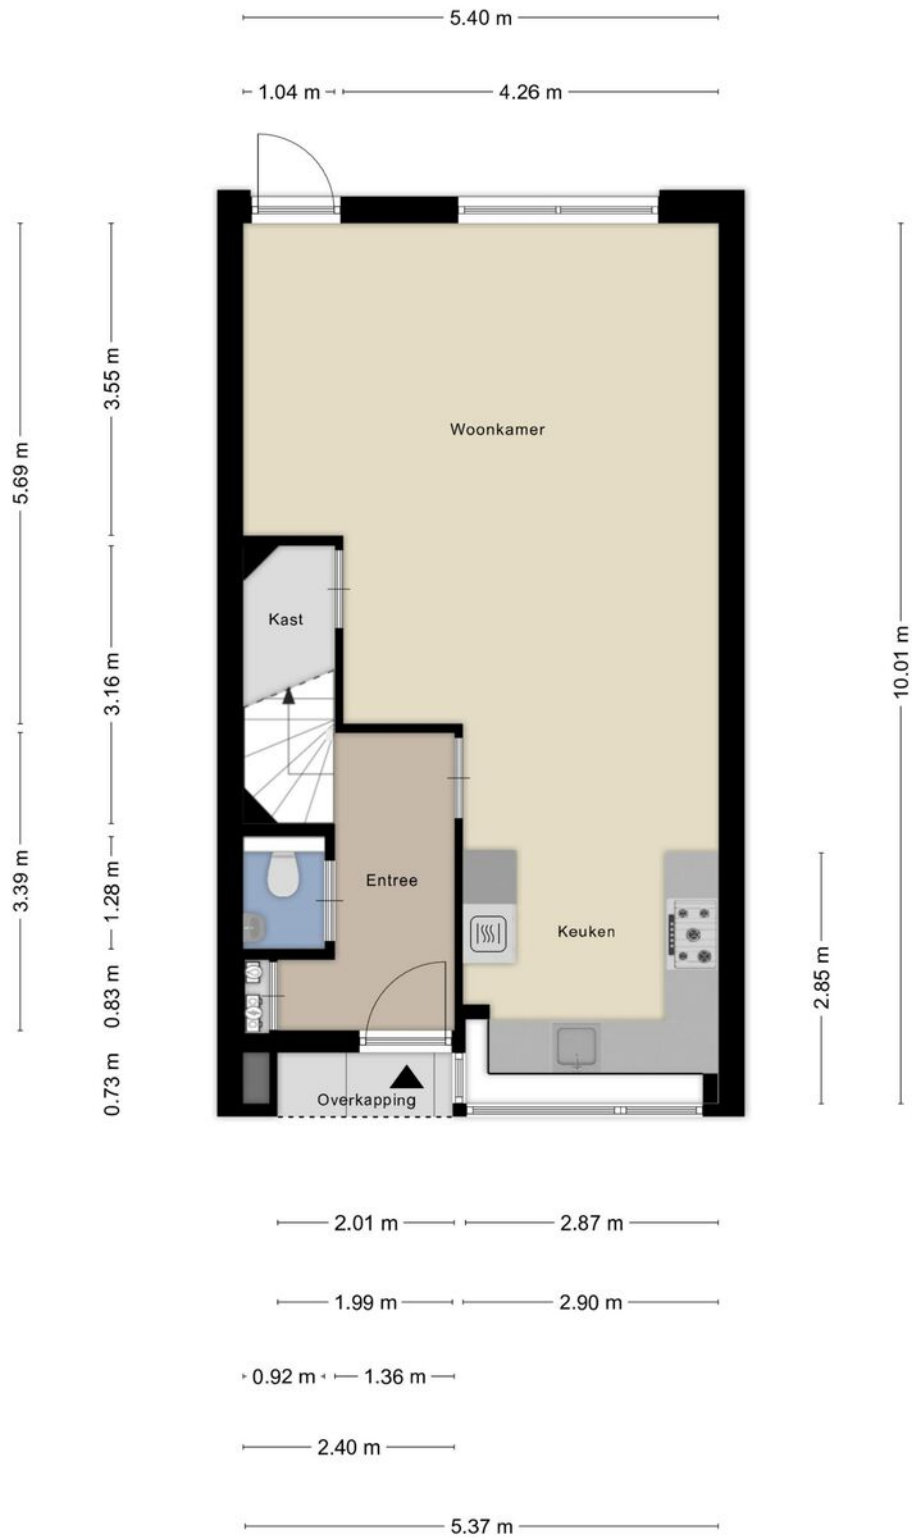 5.40 m
1.04 m
4.26 m
3.55 m
5.69 m
Woonkamer
Kast
10.01 m
3.16 m
Entree
3.39 m
1.28 m
Keuken
2.85 m
0.83 m
0.73 m
Overkapping
2.01 m
2.87 m
1.99 m
2.90 m
0.92 m
1.36 m
2.40 m
5.37 m